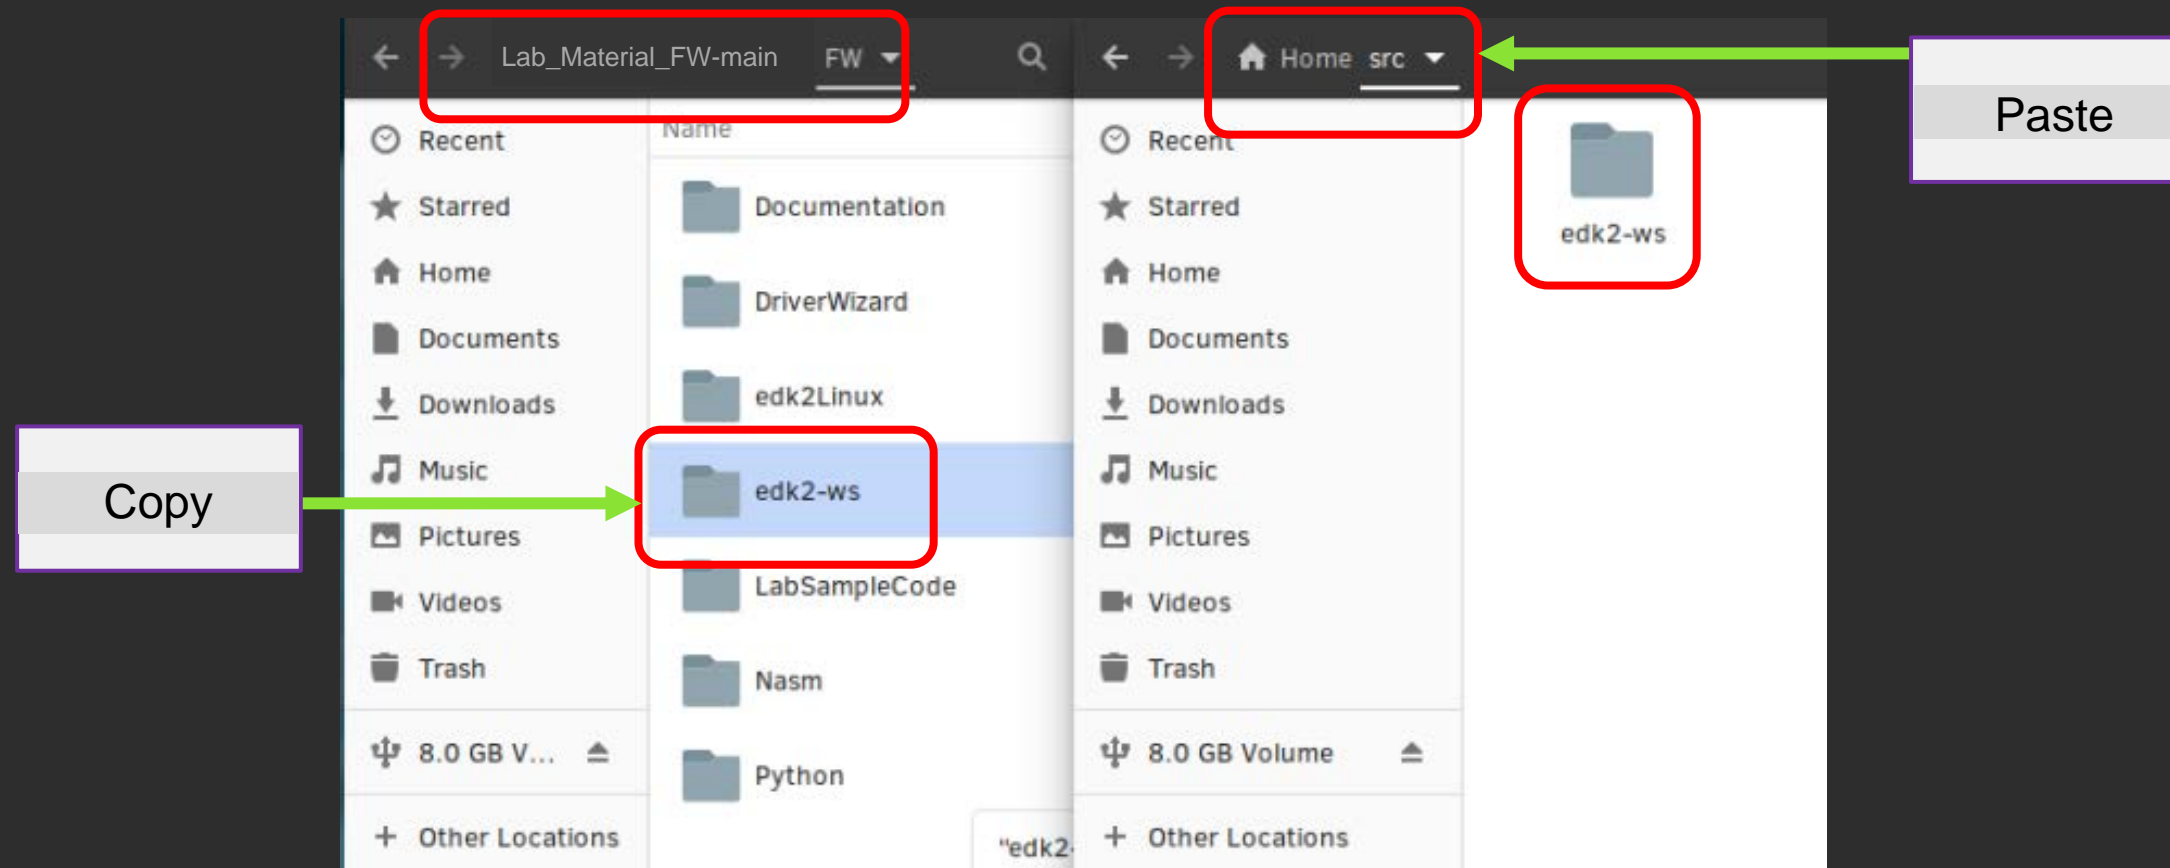 Lab_Material_FW-main FW
Name
Recent
Starred
Home
Documents
Downloads
Music
Pictures
Videos
Trash
8.0 GB V...
Other Locations
Documentation
DriverWizard
edk2Linux
edk2-ws
LabSampleCode
Nasm
Python
"edk2-
Copy
Home src
Recent
Starred
Home
Documents
Downloads
Music
Pictures
Videos
Trash
8.0 GB Volume
Other Locations
edk2-ws
Paste